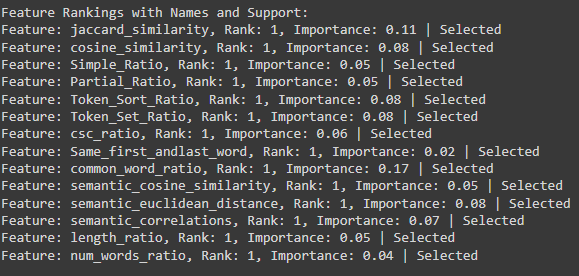 Feature Rankings with Names and Support:
Feature: jaccard_similarity, Rank: 1, Importance: 0.11 | Selected
Feature: cosine_similarity, Rank: 1, Importance: 0.08 | Selected
Feature: Simple_Ratio, Rank: 1, Importance: 0.05 | Selected
Feature: Partial_Ratio, Rank: 1, Importance: 0.05 | Selected
Feature: Token_Sort_Ratio, Rank: 1, Importance: 0.08 | Selected
Feature: Token_Set_Ratio, Rank: 1, Importance: 0.08 | Selected
Feature: csc_ratio, Rank: 1, Importance: 0.06 | Selected
Feature: Same_first_andlast_word, Rank: 1, Importance: 0.02 | Selected
Feature: common_word_ratio, Rank: 1, Importance: 0.17 | Selected
Feature: semantic_cosine_similarity, Rank: 1, Importance: 0.05 | Selected
Feature: semantic_euclidean_distance, Rank: 1, Importance: 0.08 | Selected
Feature: semantic_correlations, Rank: 1, Importance: 0.07 | Selected
Feature: length_ratio, Rank: 1, Importance: 0.05 | Selected
Feature: num_words_ratio, Rank: 1, Importance: 0.04 | Selected